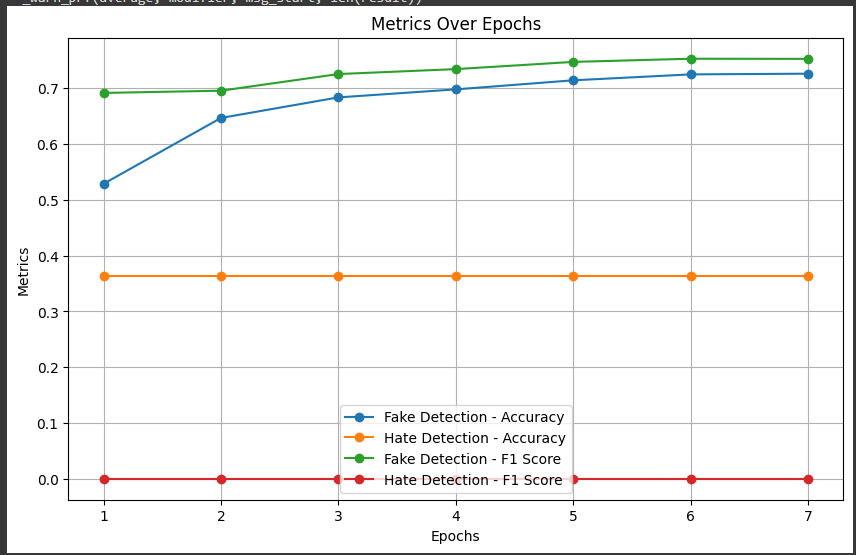 _warn_prf(average, modifier, msg_start, len(result))
Metrics Over Epochs
0.7
0.6
0.5
0.4
0.3
0.2
0.1
0.0
Metrics
Fake Detection - Accuracy
Hate Detection - Accuracy
Fake Detection - F1 Score
Hate Detection - F1 Score
1 2 3 4 5 6 7
Epochs